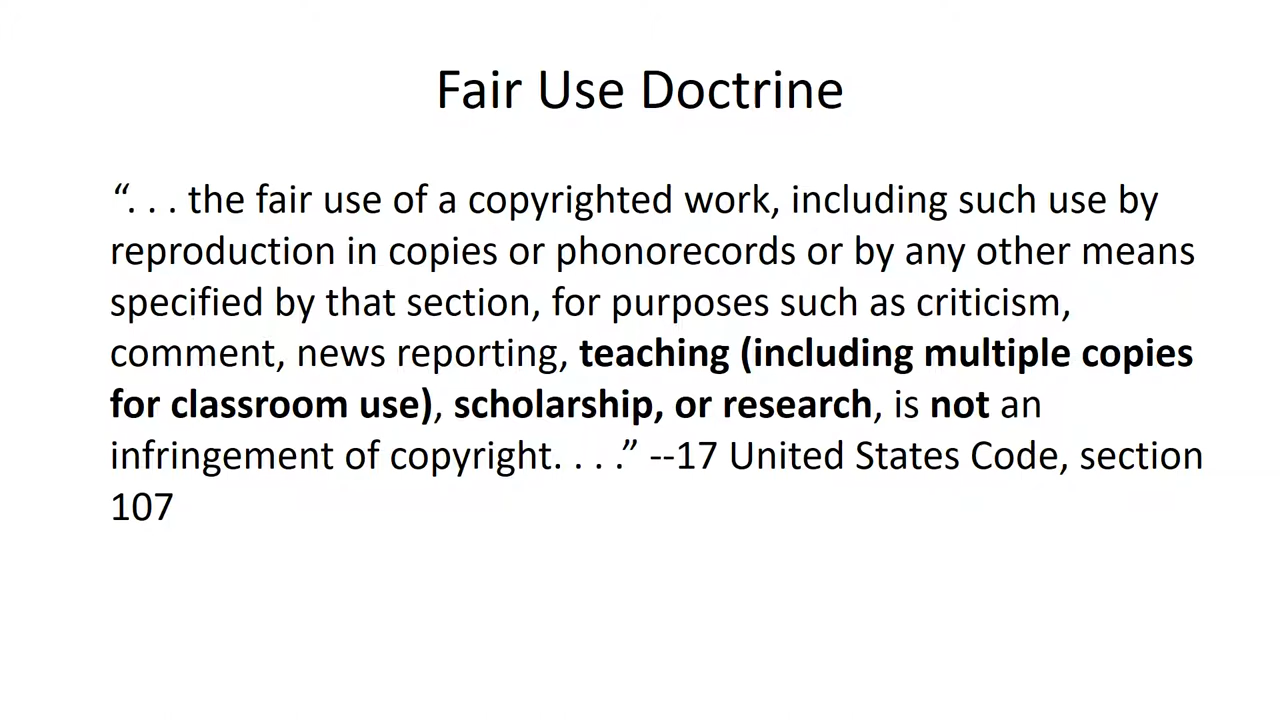 Fair Use Doctrine
“. . . the fair use of a copyrighted work, including such use by
reproduction in copies or phonorecords or by any other means
specified by that section, for purposes such as criticism,
comment, news reporting, teaching (including multiple copies
for classroom use), scholarship, or research, is not an
infringement of copyright. . . .” --17 United States Code, section
107